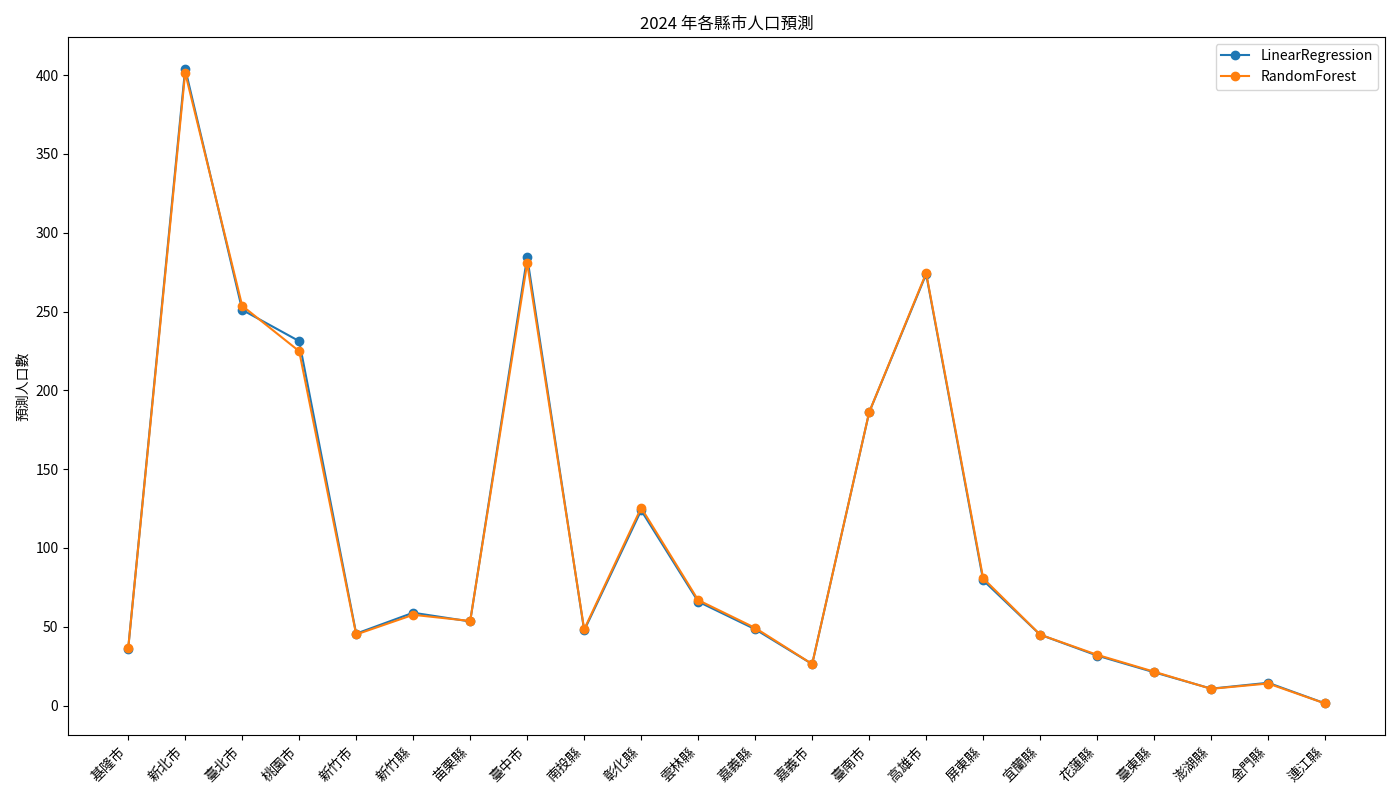 2024 年各縣市人口預測
LinearRegression
RandomForest
預測人口數
400
350
300
250
200
150
100
50
0
基隆市
新北市
臺北市
桃園市
新竹市
新竹縣
苗栗縣
臺中市
南投縣
彰化縣
雲林縣
嘉義縣
嘉義市
臺南市
高雄市
屏東縣
宜蘭縣
花蓮縣
臺東縣
澎湖縣
金門縣
連江縣